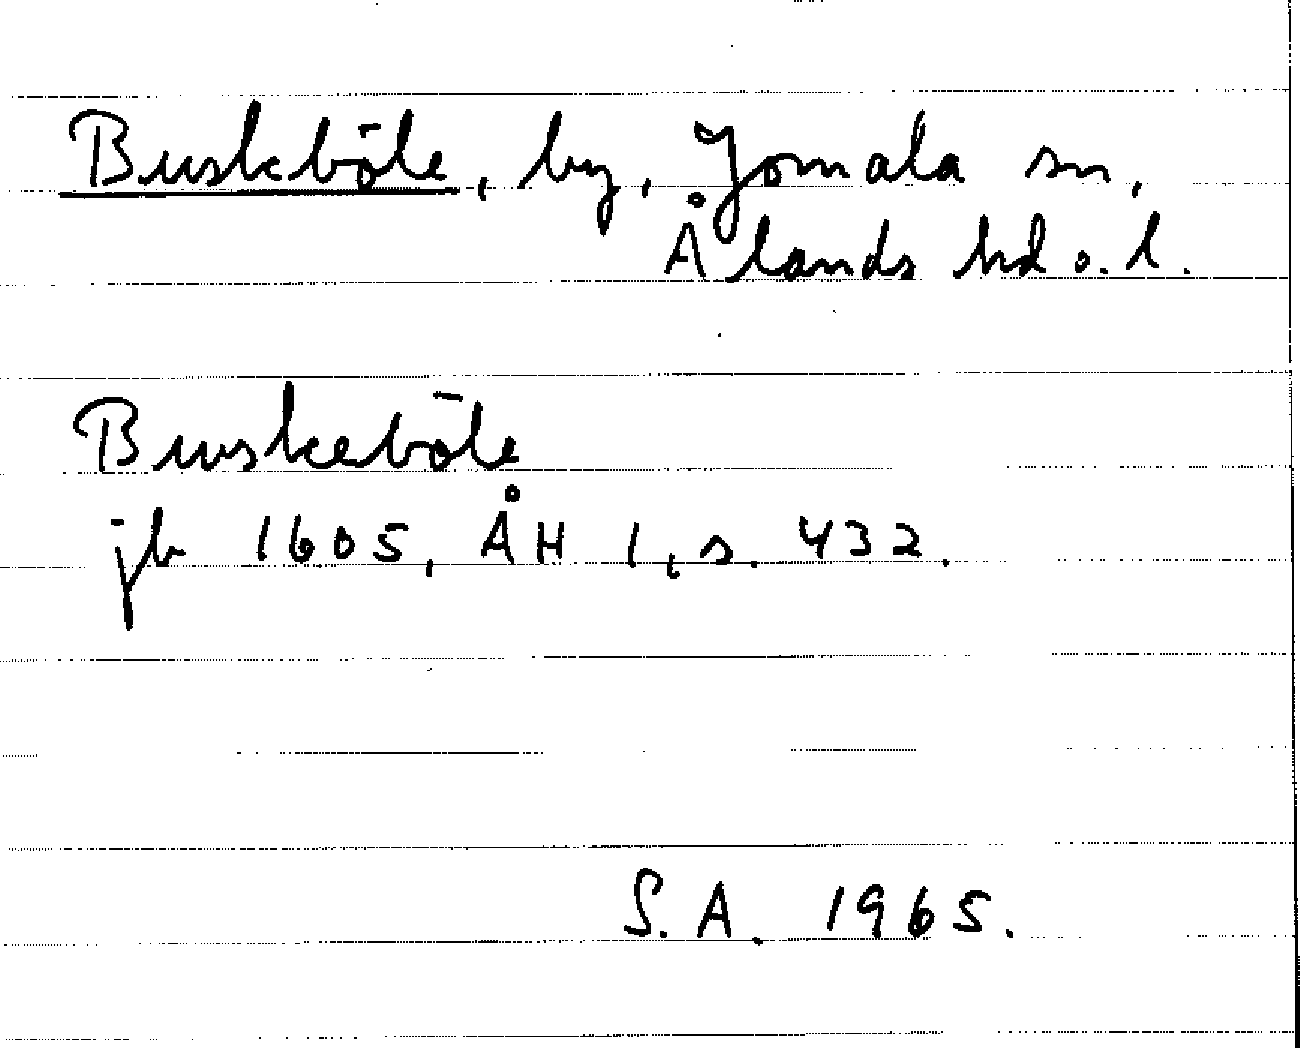 Buskböle, by, Jomala sn,
Ålands hd o. l.
Buskeböle
jb 1605, ÅH 1, s. 432.
S. A. 1965.